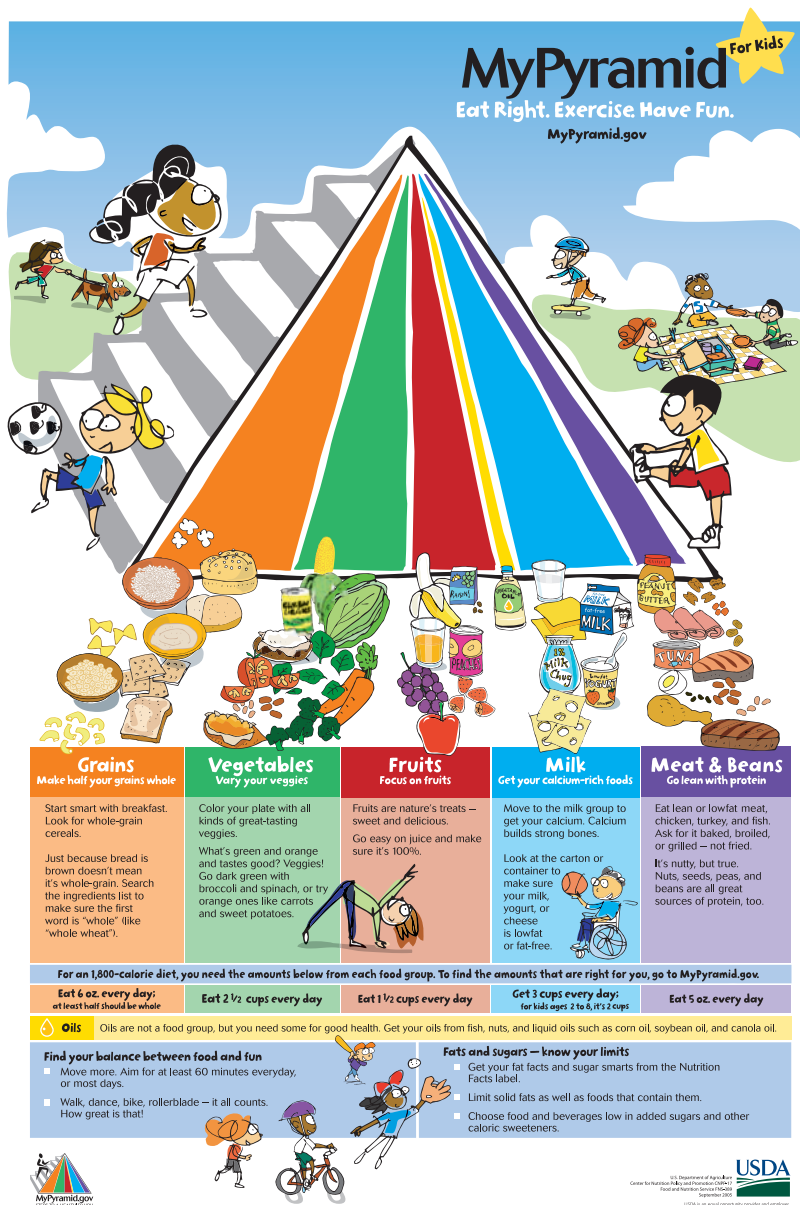 For Kids
MyPyramid
Eat Right. Exercise. Have Fun.
MyPyramid.gov
RAISINS
VEGETABLE
OIL
MILK
fat-free
MILK
PEANUT
BUTTER
TUNA
1%
Milk
Chug
YOGURT
Grains
Make half your grains whole
Start smart with breakfast.
Look for whole-grain
cereals.
Just because bread is
brown doesn't mean
it's whole-grain. Search
the ingredients list to
make sure the first
word is "whole" (like
"whole wheat").
Vegetables
Vary your veggies
Color your plate with all
kinds of great-tasting
veggies.
What's green and orange
and tastes good? Veggies!
Go dark green with
broccoli and spinach, or try
orange ones like carrots
and sweet potatoes.
Fruits
Focus on fruits
Fruits are nature's treats –
sweet and delicious.
Go easy on juice and make
sure it's 100%.
Milk
Get your calcium-rich foods
Move to the milk group to
get your calcium. Calcium
builds strong bones.
Look at the carton or
container to
make sure
your milk,
yogurt, or
cheese
is lowfat
or fat-free.
Meat & Beans
Go lean with protein
Eat lean or lowfat meat,
chicken, turkey, and fish.
Ask for it baked, broiled,
or grilled – not fried.
It's nutty, but true.
Nuts, seeds, peas, and
beans are all great
sources of protein, too.
For an 1,800-calorie diet, you need the amounts below from each food group. To find the amounts that are right for you, go to MyPyramid.gov.
Eat 6 oz. every day;
at least half should be whole
Eat 2 1/2 cups every day
Eat 1 1/2 cups every day
Get 3 cups every day;
for kids ages 2 to 8, it's 2 cups
Eat 5 oz. every day
Oils Oils are not a food group, but you need some for good health. Get your oils from fish, nuts, and liquid oils such as corn oil, soybean oil, and canola oil.
Find your balance between food and fun
Move more. Aim for at least 60 minutes everyday,
or most days.
Walk, dance, bike, rollerblade – it all counts.
How great is that!
Fats and sugars – know your limits
Get your fat facts and sugar smarts from the Nutrition
Facts label.
Limit solid fats as well as foods that contain them.
Choose food and beverages low in added sugars and other
caloric sweeteners.
MyPyramid.gov
U.S. Department of Agriculture
Center for Nutrition Policy and Promotion
Food and Nutrition Service
September 2005
USDA